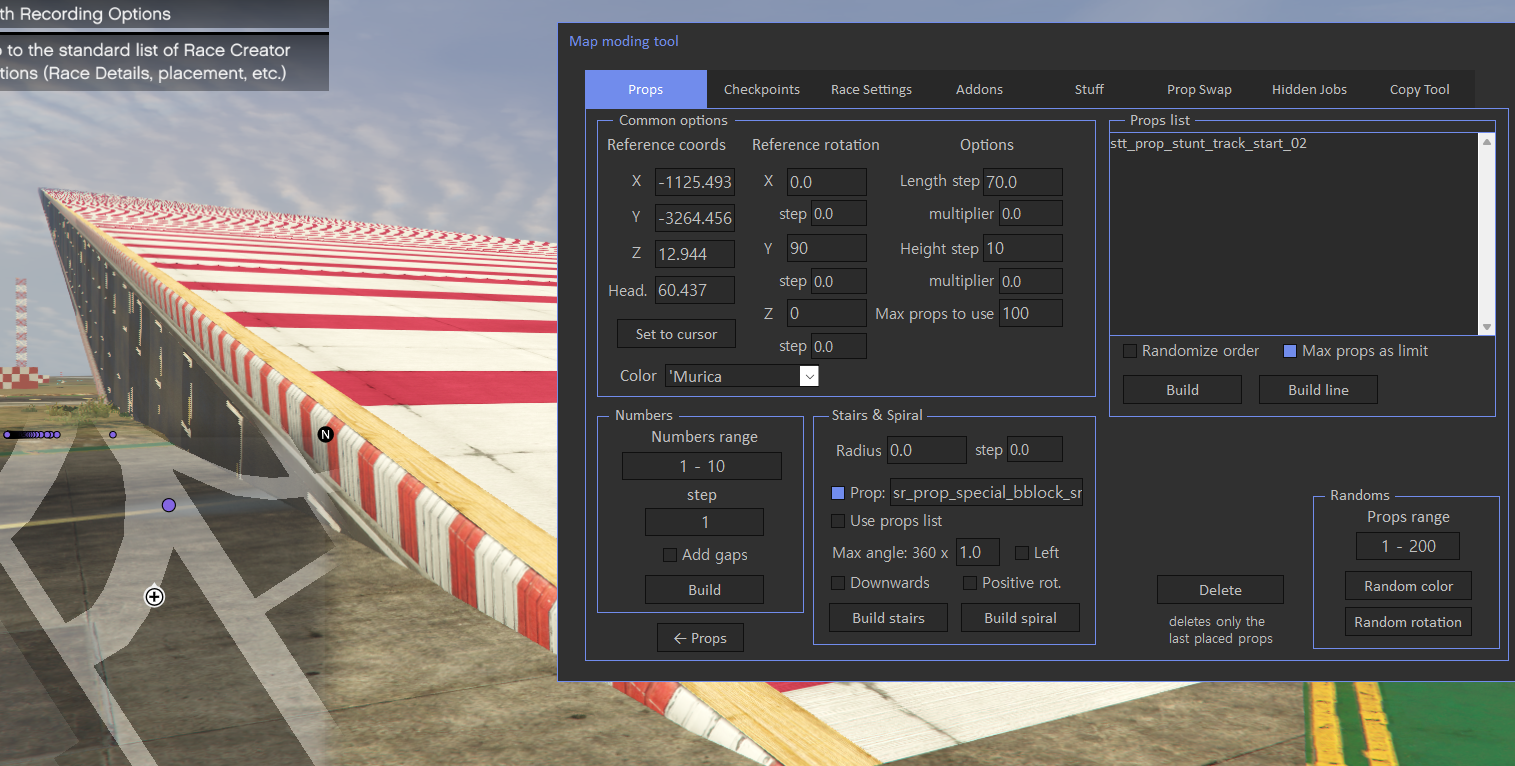 th Recording Options
o to the standard list of Race Creator
tions (Race Details, placement, etc.)
Map moding tool
Props Checkpoints Race Settings Addons Stuff Prop Swap Hidden Jobs Copy Tool
Common options
Reference coords Reference rotation Options
X -1125.493 X 0.0 Length step 70.0
step 0.0 multiplier 0.0
Y -3264.456
Y 90 Height step 10
Z 12.944
step 0.0 multiplier 0.0
Head. 60.437
Z 0 Max props to use 100
Set to cursor
step 0.0
Color 'Murica
Props list
stt_prop_stunt_track_start_02
Randomize order Max props as limit
Build Build line
Numbers
Numbers range
1 - 10
step
1
Add gaps
Build
← Props
Stairs & Spiral
Radius 0.0 step 0.0
Prop: sr_prop_special_bblock_sr
Use props list
Max angle: 360 x 1.0 Left
Downwards Positive rot.
Build stairs Build spiral
Delete
deletes only the
last placed props
Randoms
Props range
1 - 200
Random color
Random rotation
N